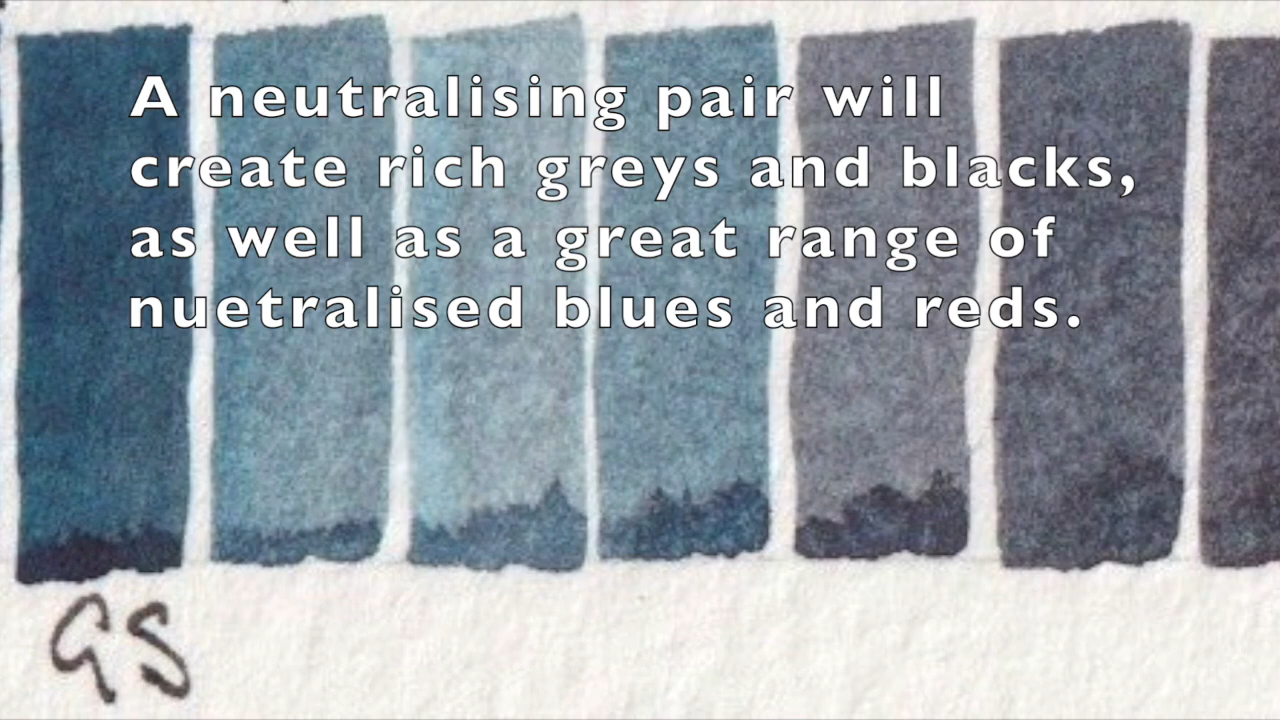 A neutralising pair will
create rich greys and blacks,
as well as a great range of
nuetralised blues and reds.
GS